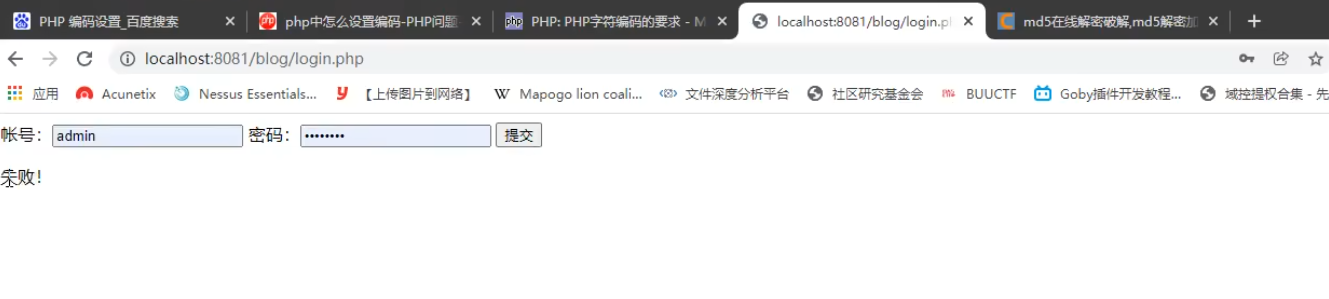 PHP 编码设置_百度搜索 php中怎么设置编码-PHP问题 PHP: PHP字符编码的要求 - M localhost:8081/blog/login.p md5在线解密破解,md5解密加
localhost:8081/blog/login.php
应用 Acunetix Nessus Essentials... 【上传图片到网络】 Mapogo lion coali... 文件深度分析平台 社区研究基金会 BUUCTF Goby插件开发教程... 域控提权合集 - 先
帐号: admin 密码: •••••••• 提交
失败!